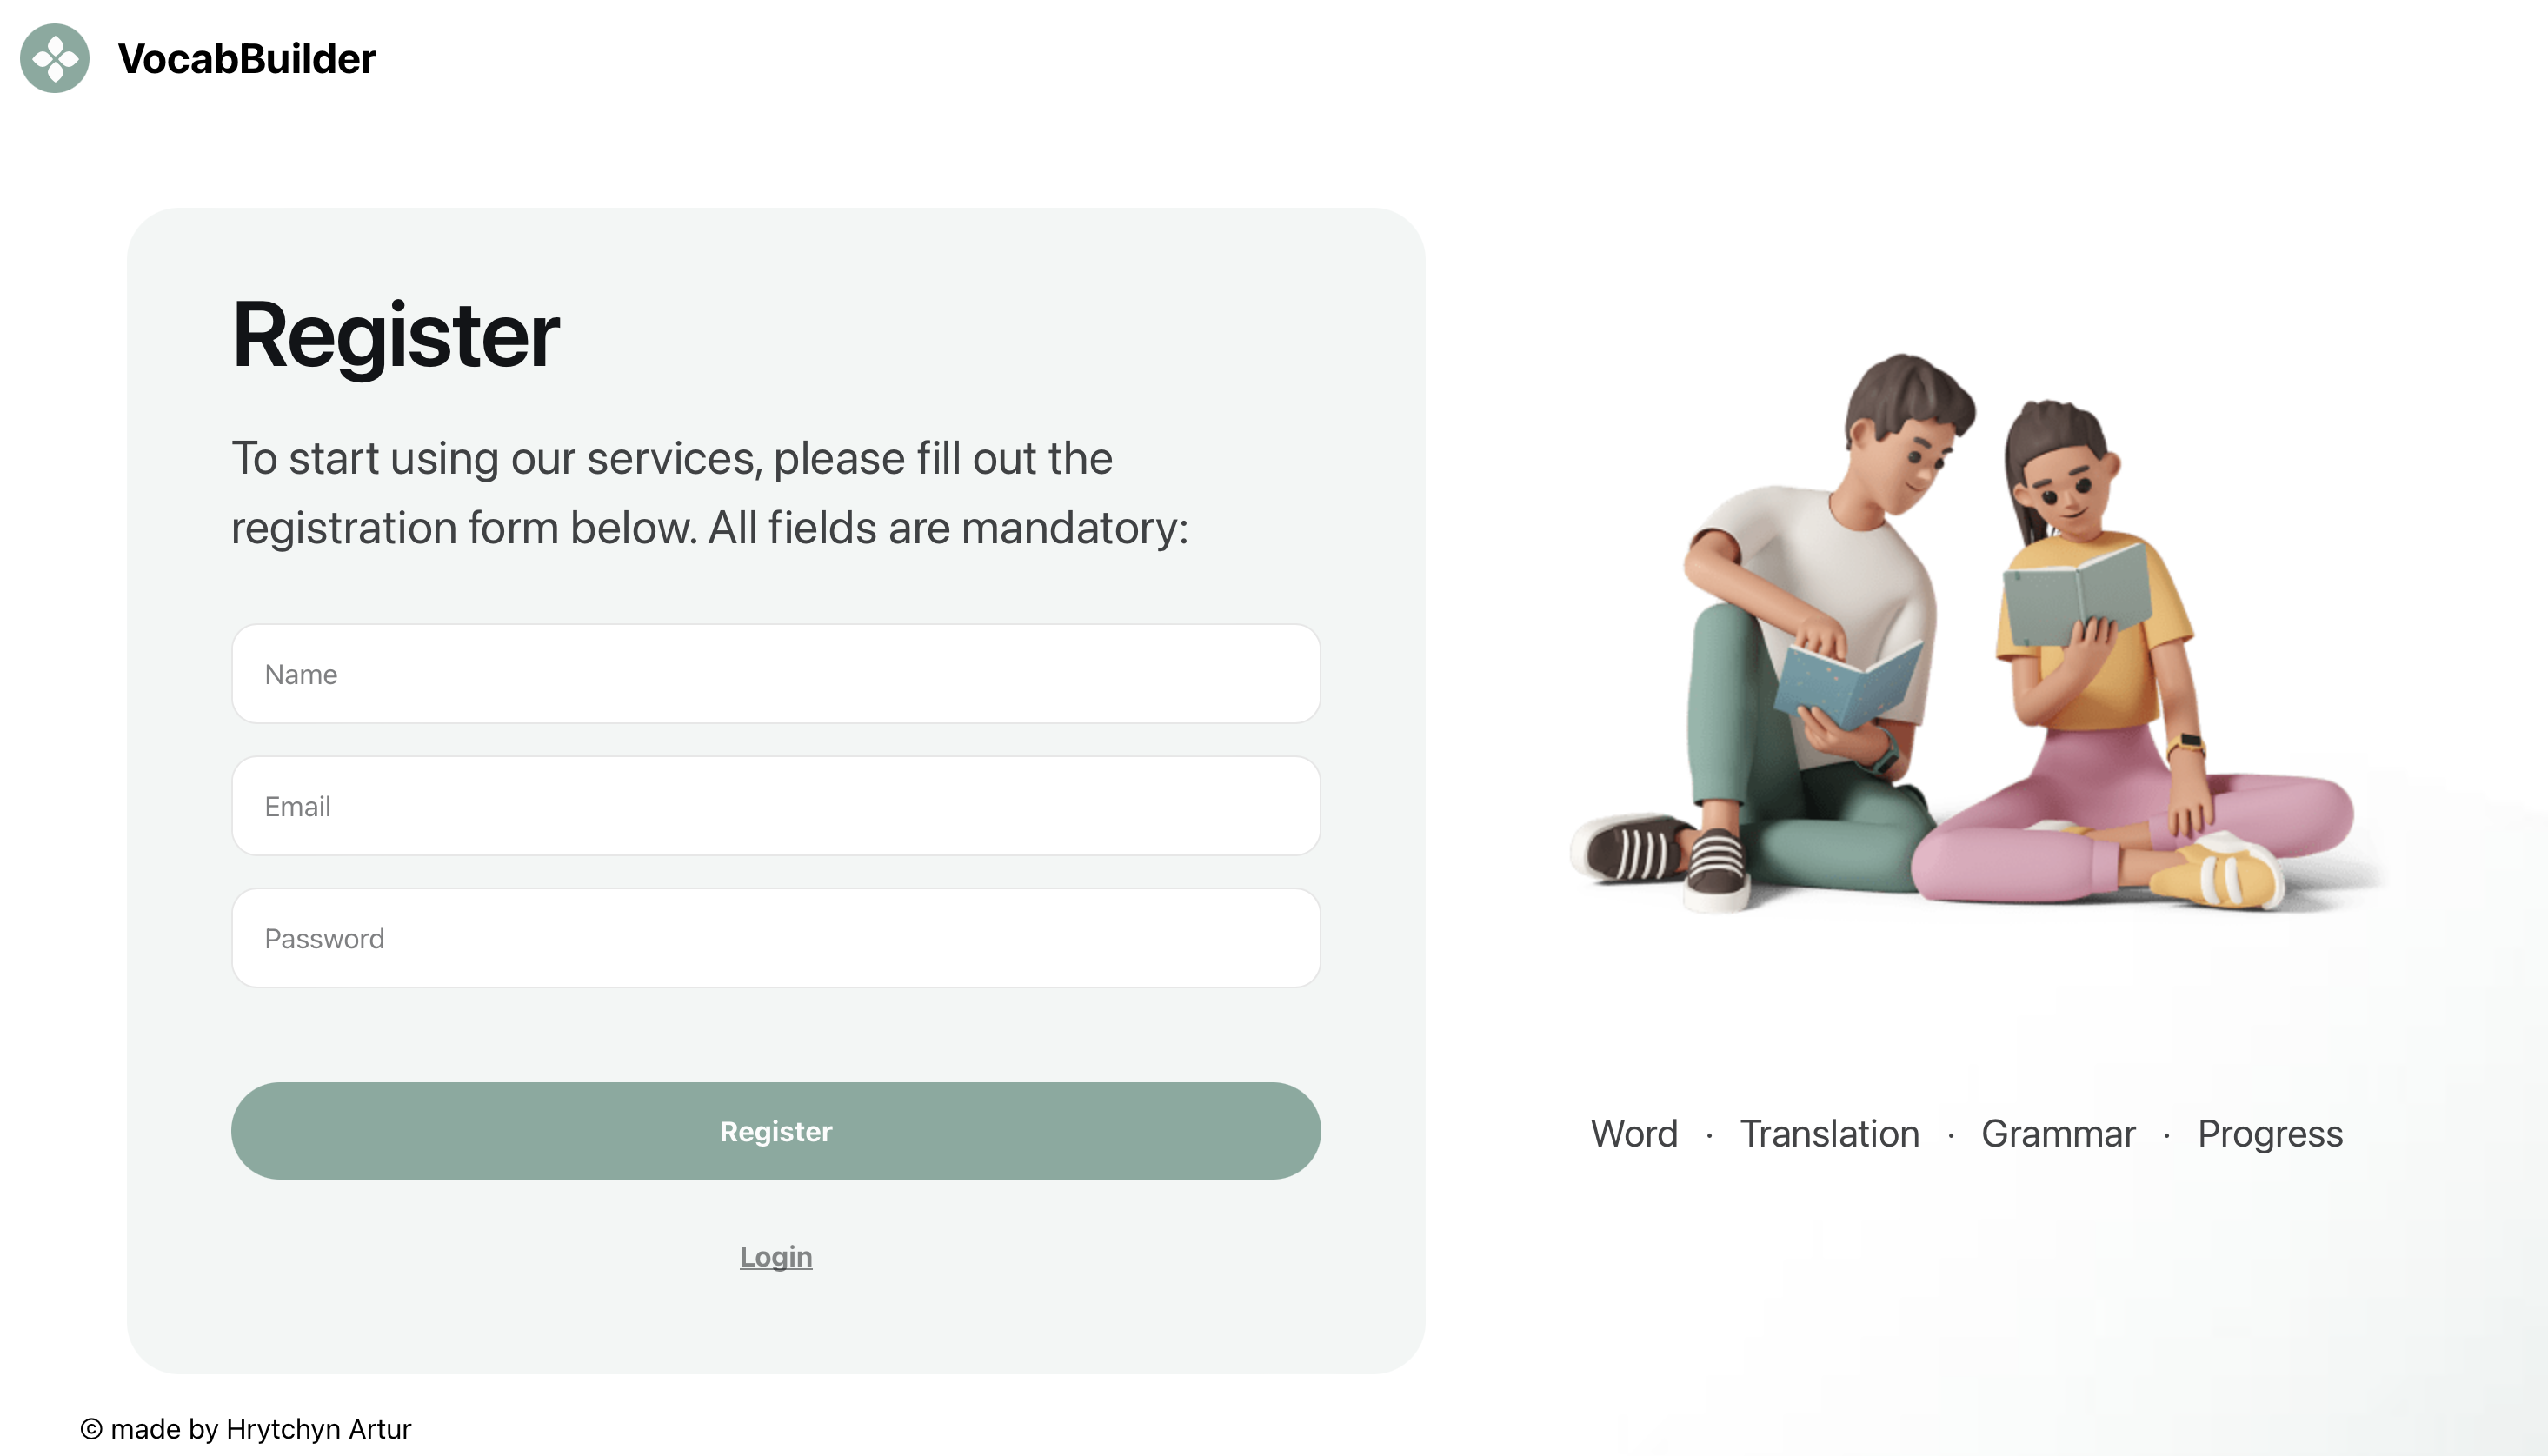 VocabBuilder
Register
To start using our services, please fill out the
registration form below. All fields are mandatory:
Name
Email
Password
Register
Login
Word · Translation · Grammar · Progress
© made by Hrytchyn Artur